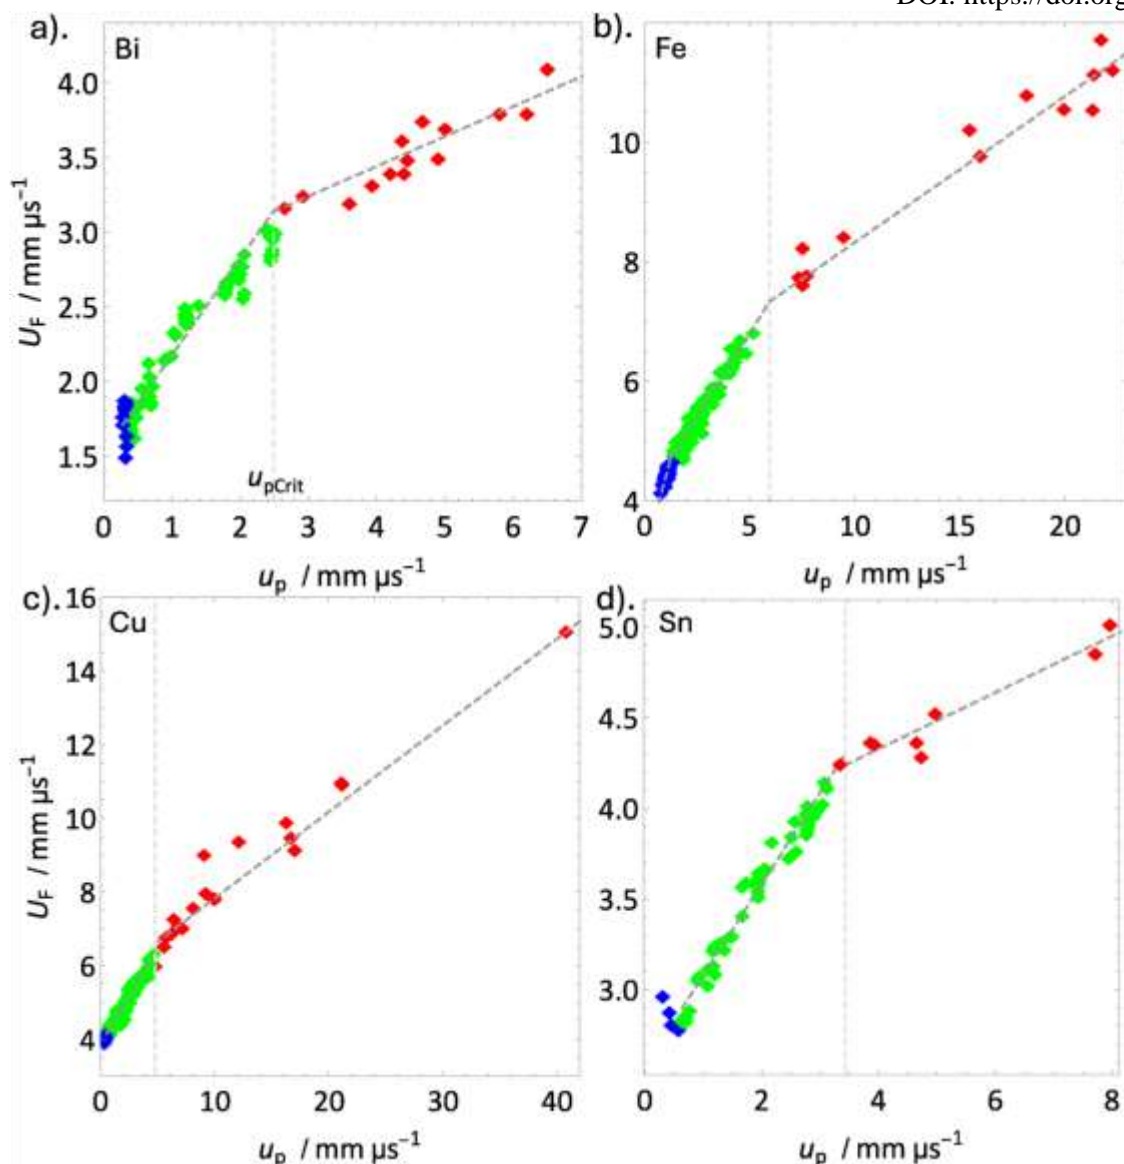 DOI: https://doi.org
a).
Bi
4.0
3.5
3.0
2.5
2.0
1.5
U_F / mm µs⁻¹
u_pCrit
0 1 2 3 4 5 6 7
u_p / mm µs⁻¹
b).
Fe
10
8
6
4
0 5 10 15 20
u_p / mm µs⁻¹
c).
Cu
16
14
12
10
8
6
4
U_F / mm µs⁻¹
0 10 20 30 40
u_p / mm µs⁻¹
d).
Sn
5.0
4.5
4.0
3.5
3.0
0 2 4 6 8
u_p / mm µs⁻¹